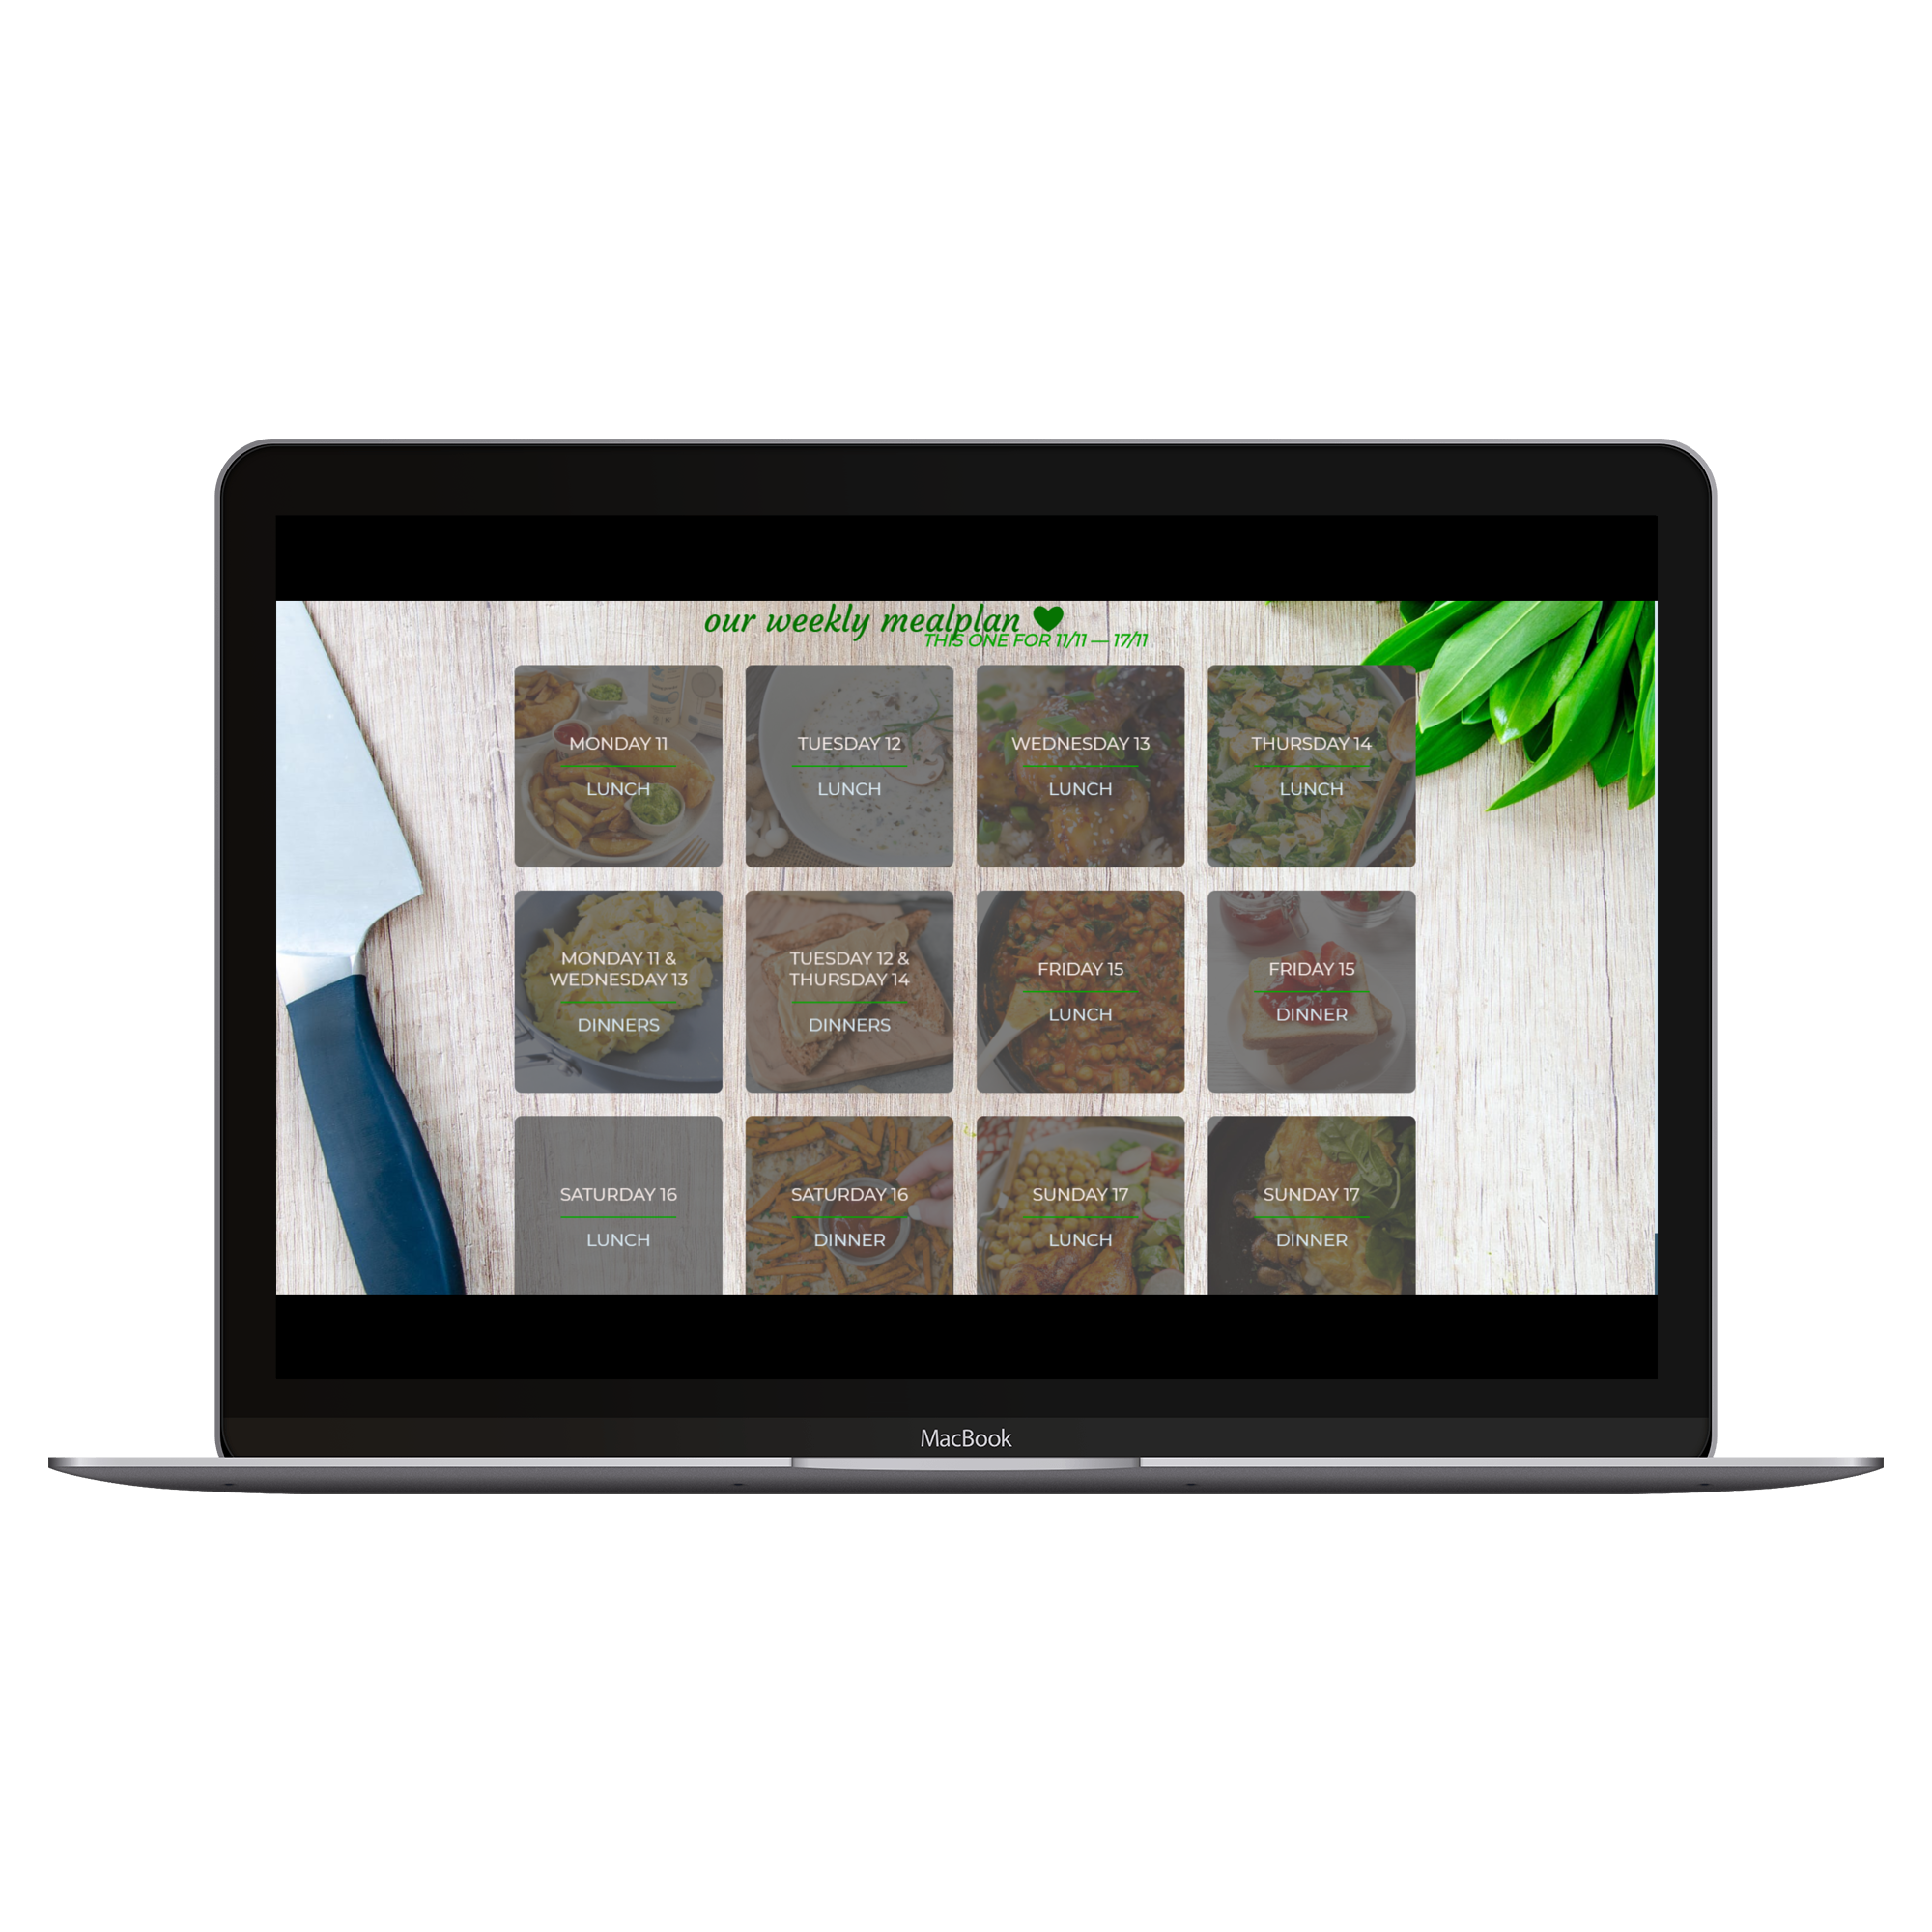 our weekly mealplan
THIS ONE FOR 11/11 — 17/11
MONDAY 11
LUNCH
TUESDAY 12
LUNCH
WEDNESDAY 13
LUNCH
THURSDAY 14
LUNCH
MONDAY 11 &
WEDNESDAY 13
DINNERS
TUESDAY 12 &
THURSDAY 14
DINNERS
FRIDAY 15
LUNCH
FRIDAY 15
DINNER
SATURDAY 16
LUNCH
SATURDAY 16
DINNER
SUNDAY 17
LUNCH
SUNDAY 17
DINNER
MacBook